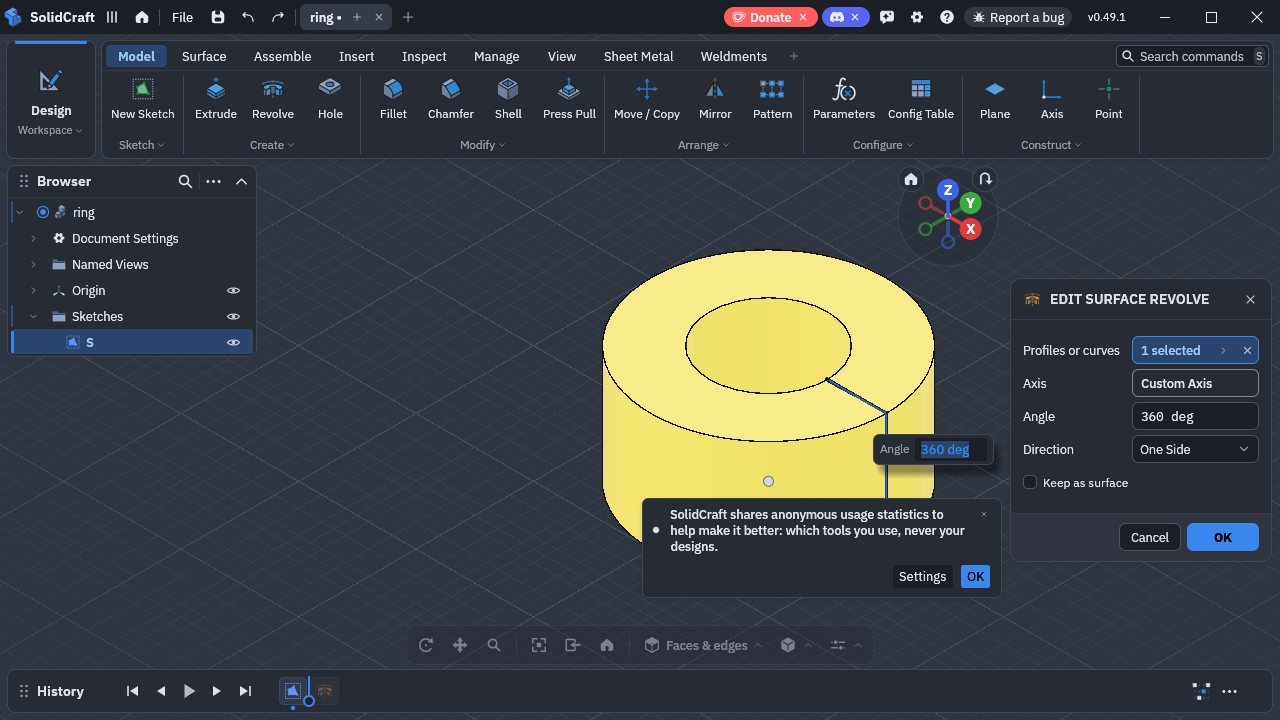 SolidCraft
File
ring •
Donate
Report a bug
v0.49.1
Design
Workspace
Model
Surface
Assemble
Insert
Inspect
Manage
View
Sheet Metal
Weldments
Search commands
S
New Sketch
Extrude
Revolve
Hole
Fillet
Chamfer
Shell
Press Pull
Move / Copy
Mirror
Pattern
Parameters
Config Table
Plane
Axis
Point
Sketch
Create
Modify
Arrange
Configure
Construct
Browser
ring
Document Settings
Named Views
Origin
Sketches
S
Z
Y
X
EDIT SURFACE REVOLVE
Profiles or curves
1 selected
Axis
Custom Axis
Angle
360 deg
Direction
One Side
Keep as surface
Cancel
OK
Angle
360 deg
SolidCraft shares anonymous usage statistics to
help make it better: which tools you use, never your
designs.
Settings
OK
Faces & edges
History